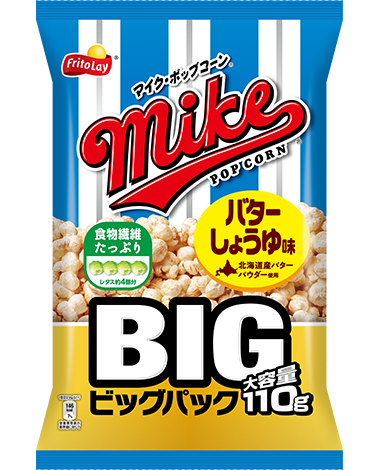 Frito Lay
マイク・ポップコーン®
mike®
POPCORN
バター
しょうゆ味
北海道産バター
パウダー使用
食物繊維
たっぷり
レタス約4個分
BIG
ビッグパック
大容量
110g